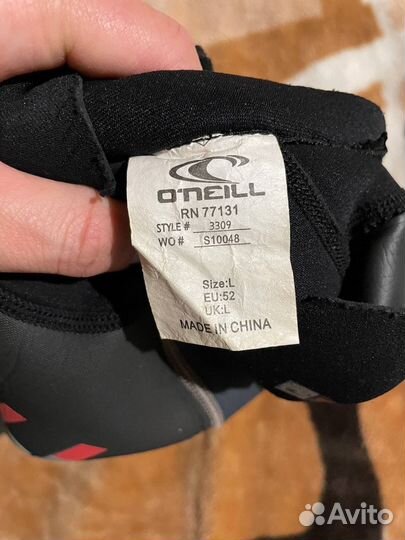 O'NEILL
RN 77131
STYLE # 3309
WO # S10048
Size:L
EU:52
UK:L
MADE IN CHINA
Avito